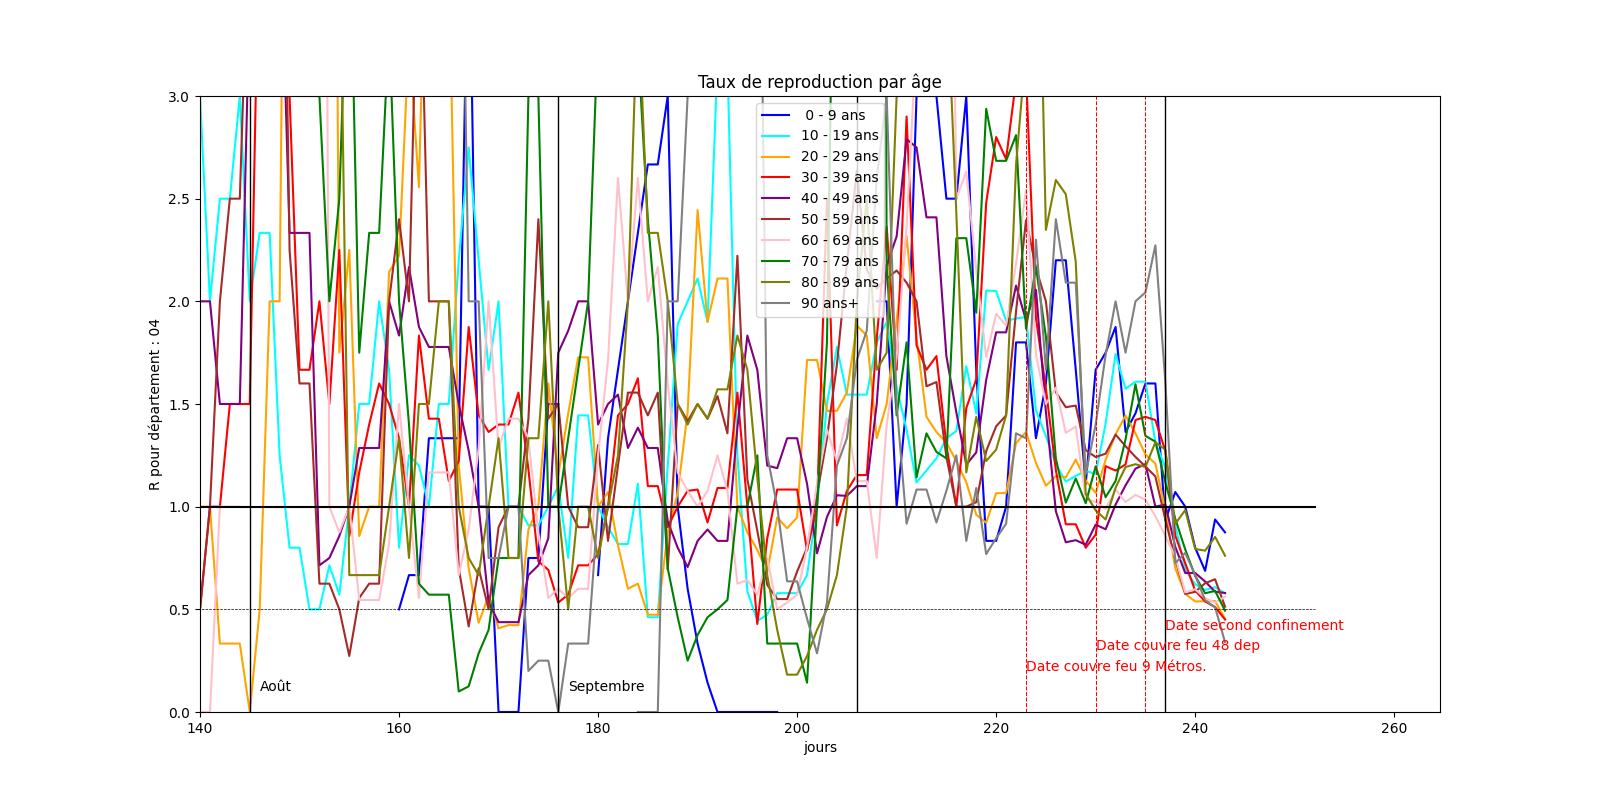 Taux de reproduction par âge
R pour département : 04
3.0
2.5
2.0
1.5
1.0
0.5
0.0
0 - 9 ans
10 - 19 ans
20 - 29 ans
30 - 39 ans
40 - 49 ans
50 - 59 ans
60 - 69 ans
70 - 79 ans
80 - 89 ans
90 ans+
Date second confinement
Date couvre feu 48 dep
Date couvre feu 9 Métros.
Août
Septembre
140 160 180 200 220 240 260
jours